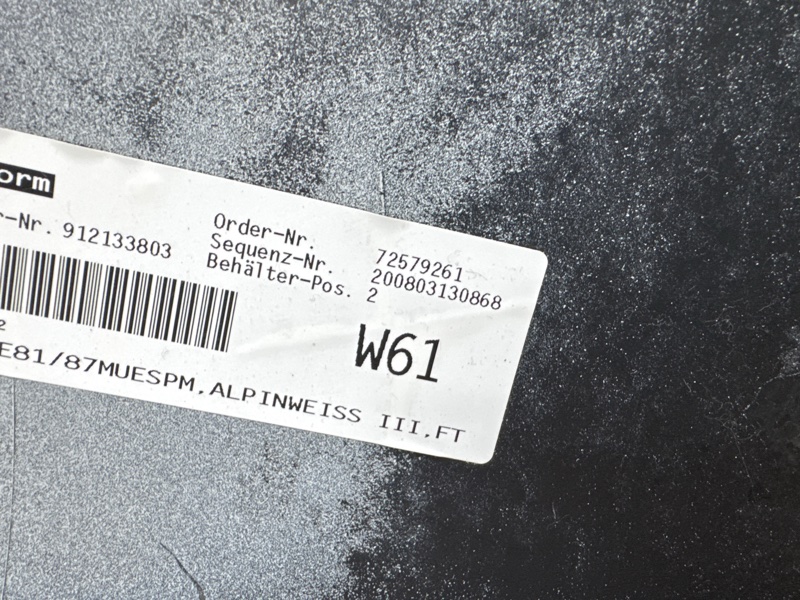 orm
r-Nr. 912133803
Order-Nr. 72579261
Sequenz-Nr. 200803130868
Behälter-Pos. 2
2
W61
E81/87MUESPM,ALPINWEISS III,FT